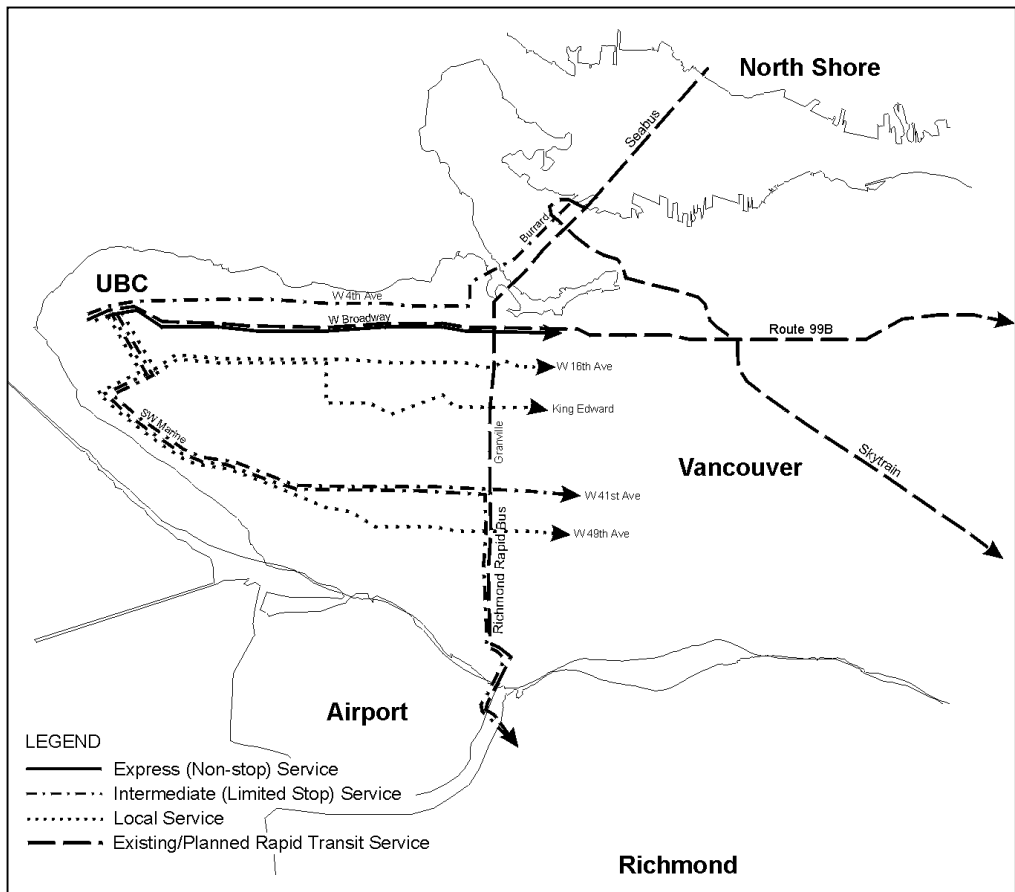 North Shore
Seabus
Burrard
UBC
W 4th Ave
W Broadway
Route 99B
W 16th Ave
King Edward
SW Marine
Granville
Vancouver
Skytrain
W 41st Ave
W 49th Ave
Richmond Rapid Bus
Airport
LEGEND
Express (Non-stop) Service
Intermediate (Limited Stop) Service
Local Service
Existing/Planned Rapid Transit Service
Richmond